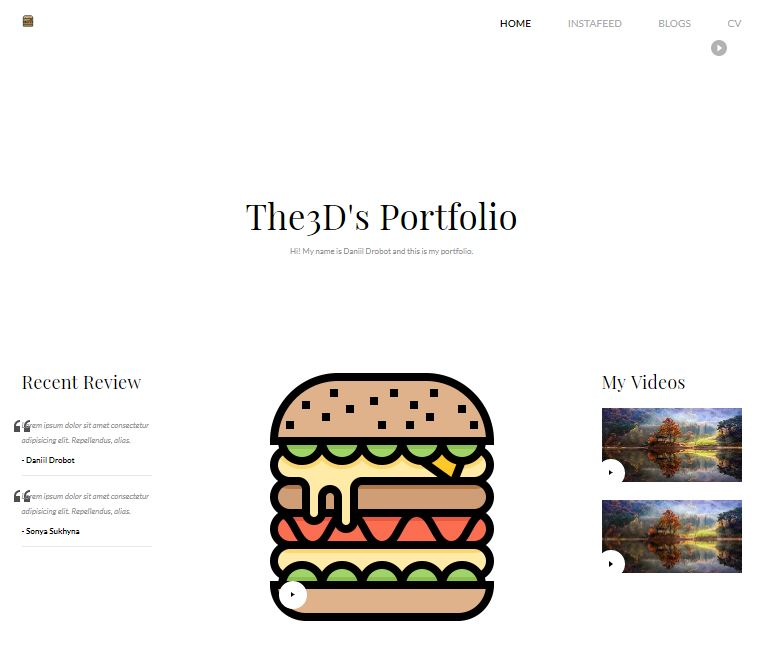 HOME INSTAFEED BLOGS CV
The3D's Portfolio
Hi! My name is Daniil Drobot and this is my portfolio.
Recent Review
Lorem ipsum dolor sit amet consectetur
adipisicing elit. Repellendus, alias.
- Daniil Drobot
Lorem ipsum dolor sit amet consectetur
adipisicing elit. Repellendus, alias.
- Sonya Sukhyna
My Videos